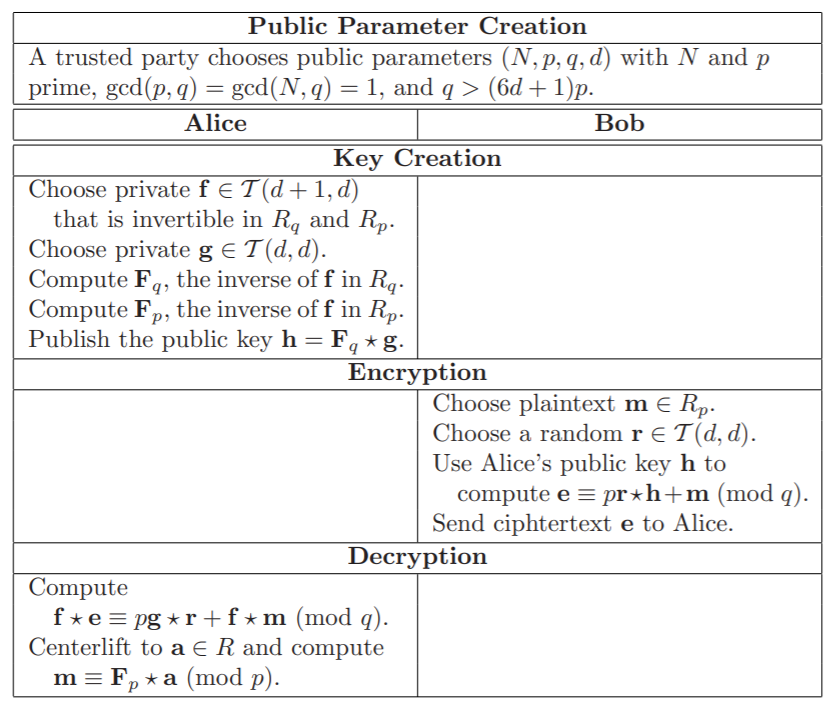 Public Parameter Creation
A trusted party chooses public parameters (N, p, q, d) with N and p
prime, gcd(p, q) = gcd(N, q) = 1, and q > (6d + 1)p.
Alice Bob
Key Creation
Choose private f ∈ T(d + 1, d)
that is invertible in R_q and R_p.
Choose private g ∈ T(d, d).
Compute F_q, the inverse of f in R_q.
Compute F_p, the inverse of f in R_p.
Publish the public key h = F_q ⋆ g.
Encryption
Choose plaintext m ∈ R_p.
Choose a random r ∈ T(d, d).
Use Alice's public key h to
compute e ≡ pr⋆h+m (mod q).
Send ciphtertext e to Alice.
Decryption
Compute
f ⋆ e ≡ pg ⋆ r + f ⋆ m (mod q).
Centerlift to a ∈ R and compute
m ≡ F_p ⋆ a (mod p).